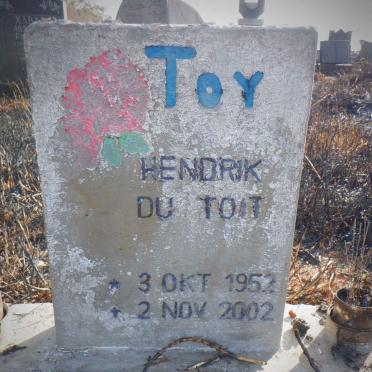 TOY
HENDRIK
DU TOIT
* 3 OKT 1952
+ 2 NOV 2002